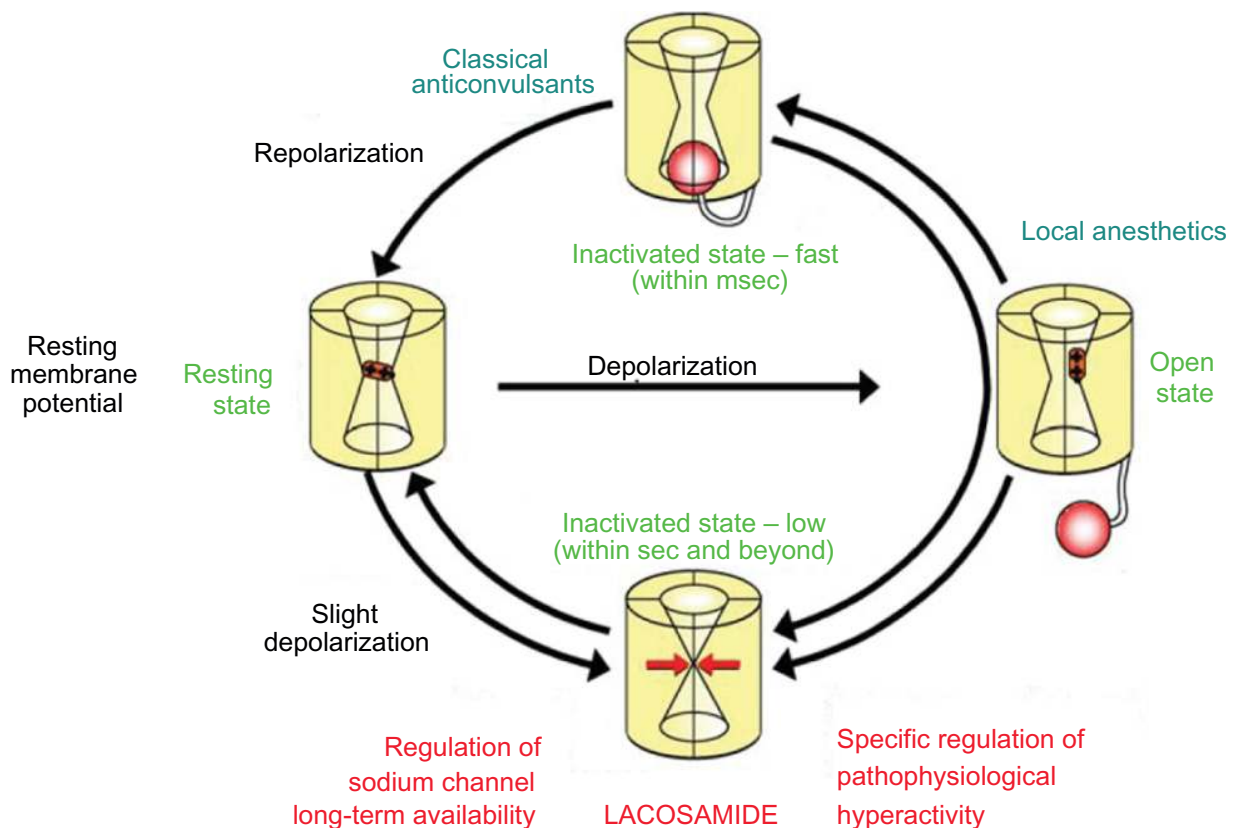 Classical
anticonvulsants
Repolarization
Local anesthetics
Inactivated state – fast
(within msec)
Resting
membrane
potential
Resting
state
Depolarization
Open
state
Inactivated state – low
(within sec and beyond)
Slight
depolarization
Regulation of
sodium channel
long-term availability
LACOSAMIDE
Specific regulation of
pathophysiological
hyperactivity